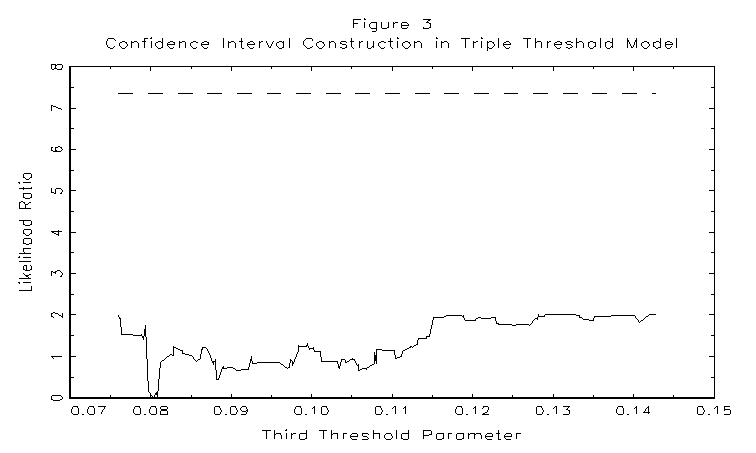 Figure 3
Confidence Interval Construction in Triple Threshold Model
Likelihood Ratio
8
7
6
5
4
3
2
1
0
0.07 0.08 0.09 0.10 0.11 0.12 0.13 0.14 0.15
Third Threshold Parameter